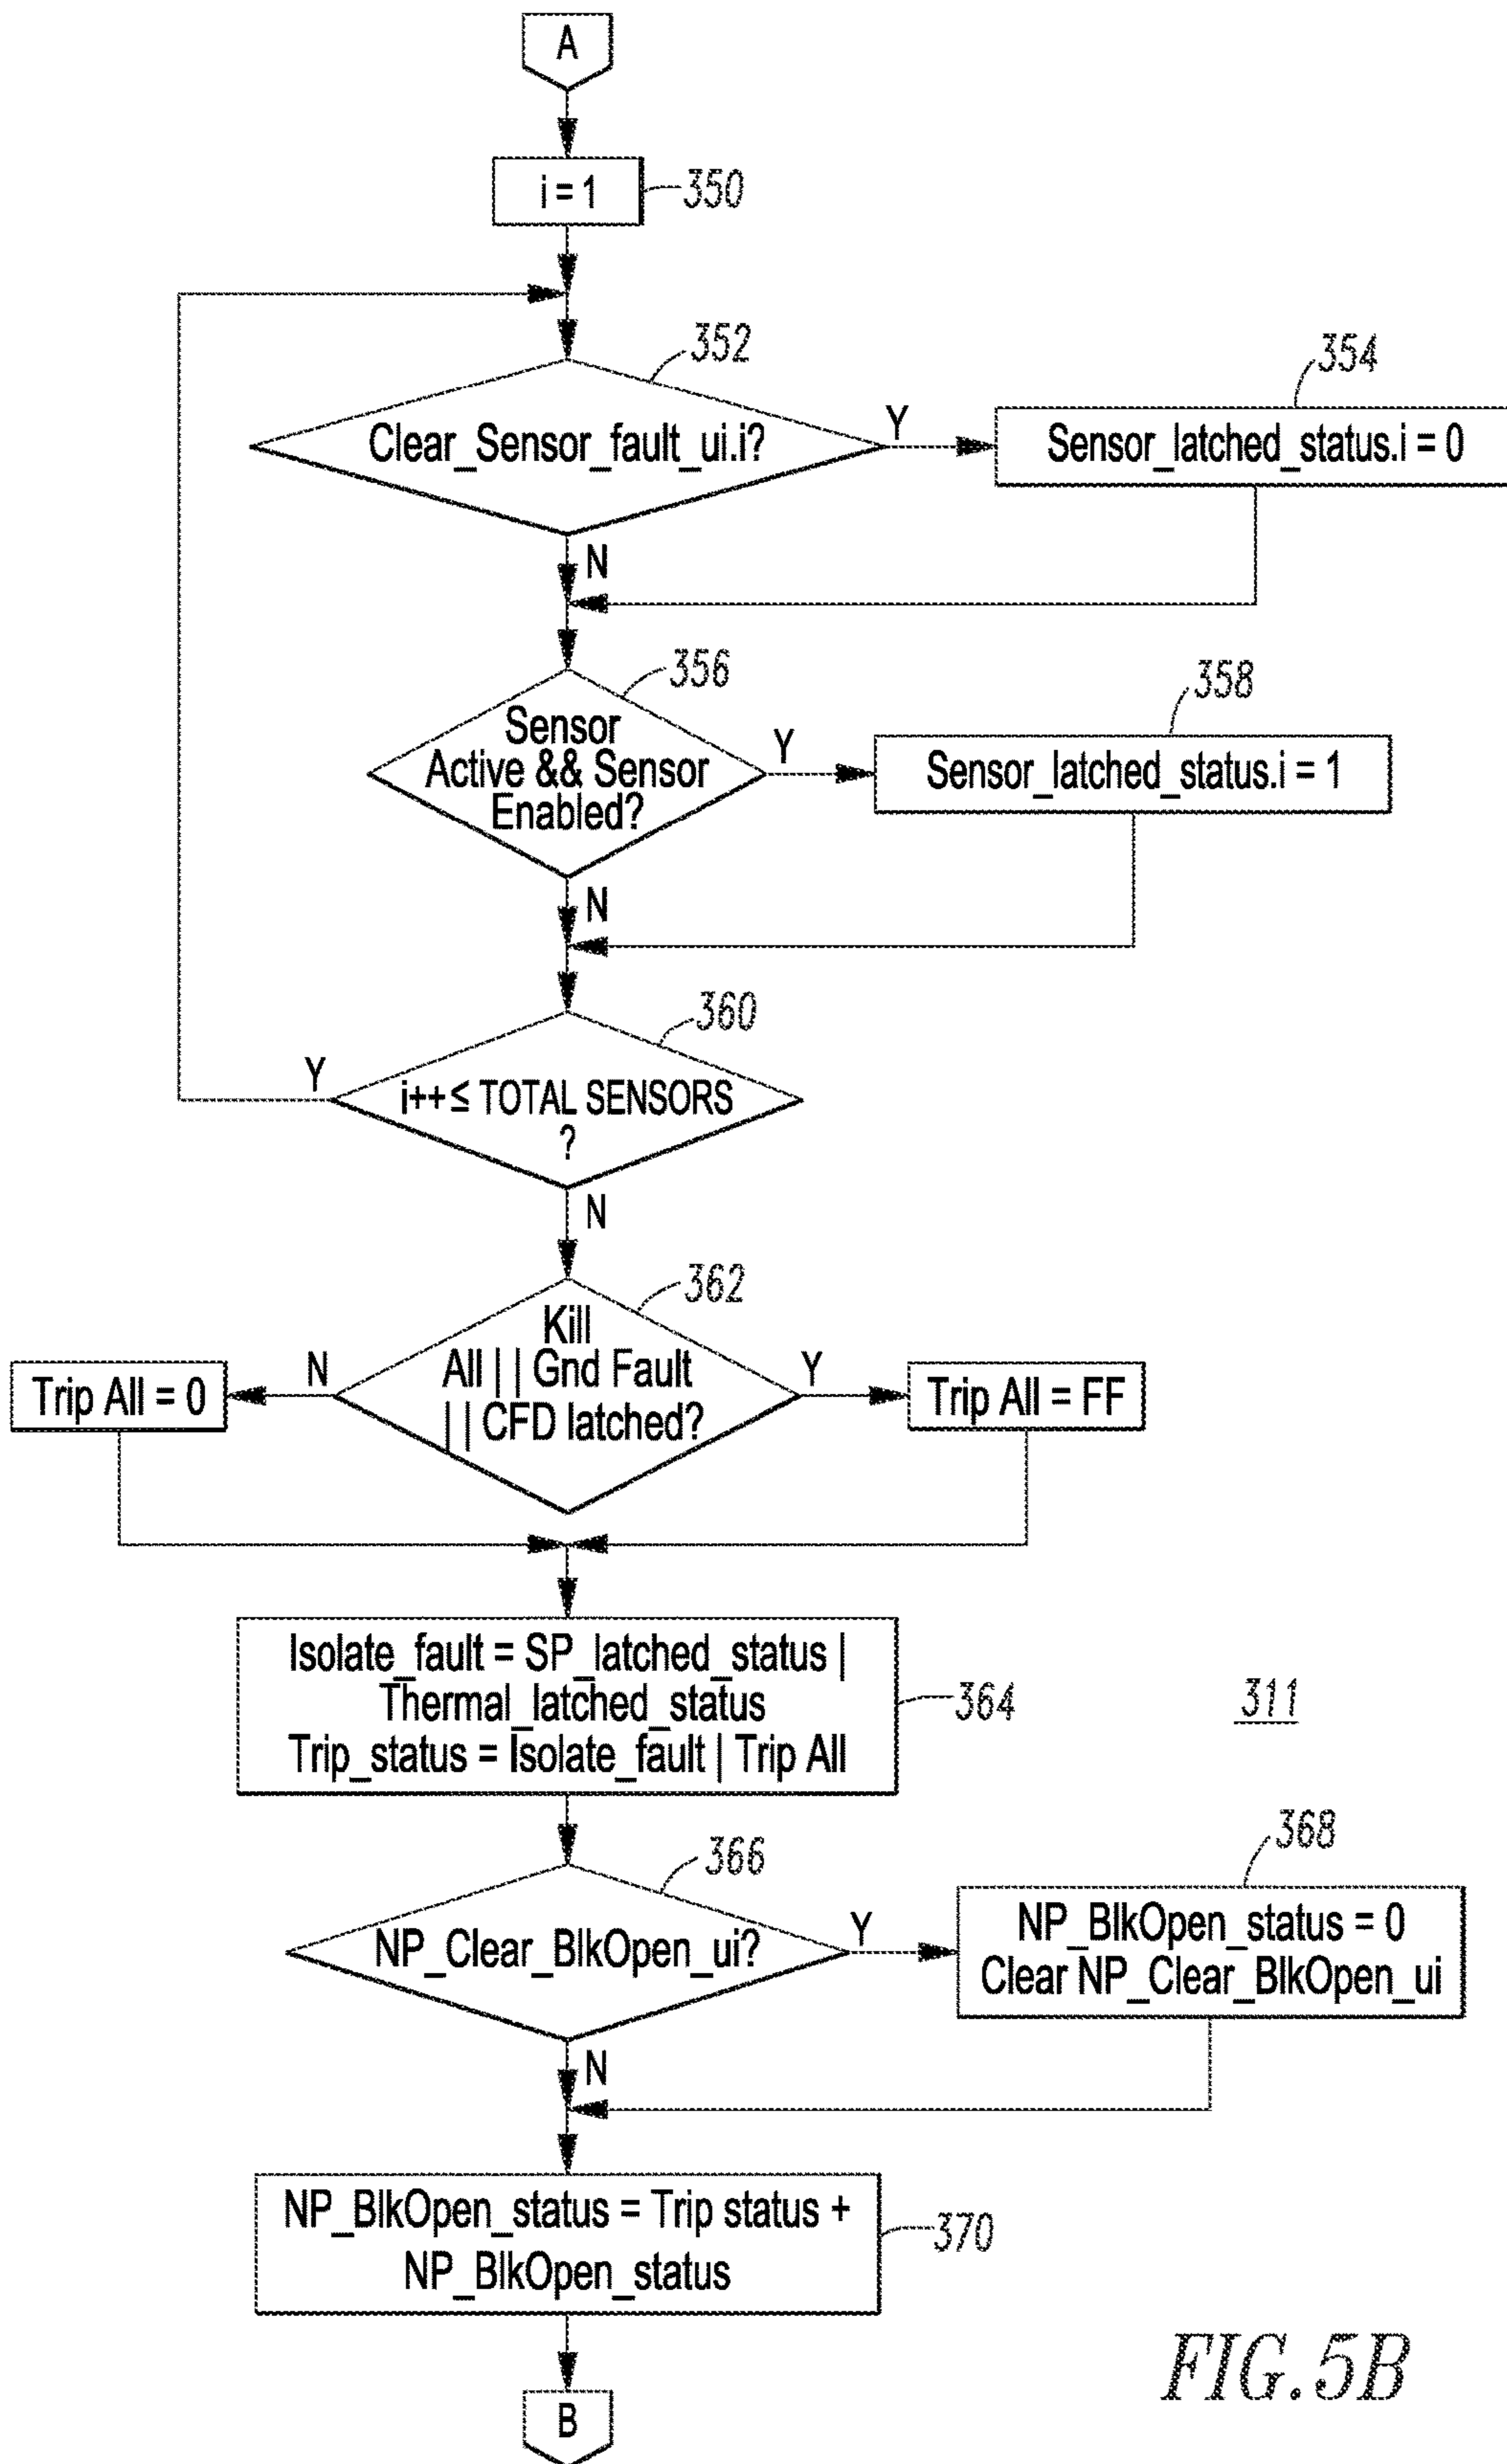 A
i = 1
350
352
354
Clear_Sensor_fault_ui.i?
Y
Sensor_latched_status.i = 0
N
356
358
Sensor
Active && Sensor
Enabled?
Y
Sensor_latched_status.i = 1
N
360
Y
i++ ≤ TOTAL SENSORS
?
N
362
Kill
All | | Gnd Fault
| | CFD latched?
N
Y
Trip All = 0
Trip All = FF
Isolate_fault = SP_latched_status |
Thermal_latched_status
Trip_status = Isolate_fault | Trip All
364
311
366
368
NP_Clear_BlkOpen_ui?
Y
NP_BlkOpen_status = 0
Clear NP_Clear_BlkOpen_ui
N
NP_BlkOpen_status = Trip status +
NP_BlkOpen_status
370
B
FIG. 5B